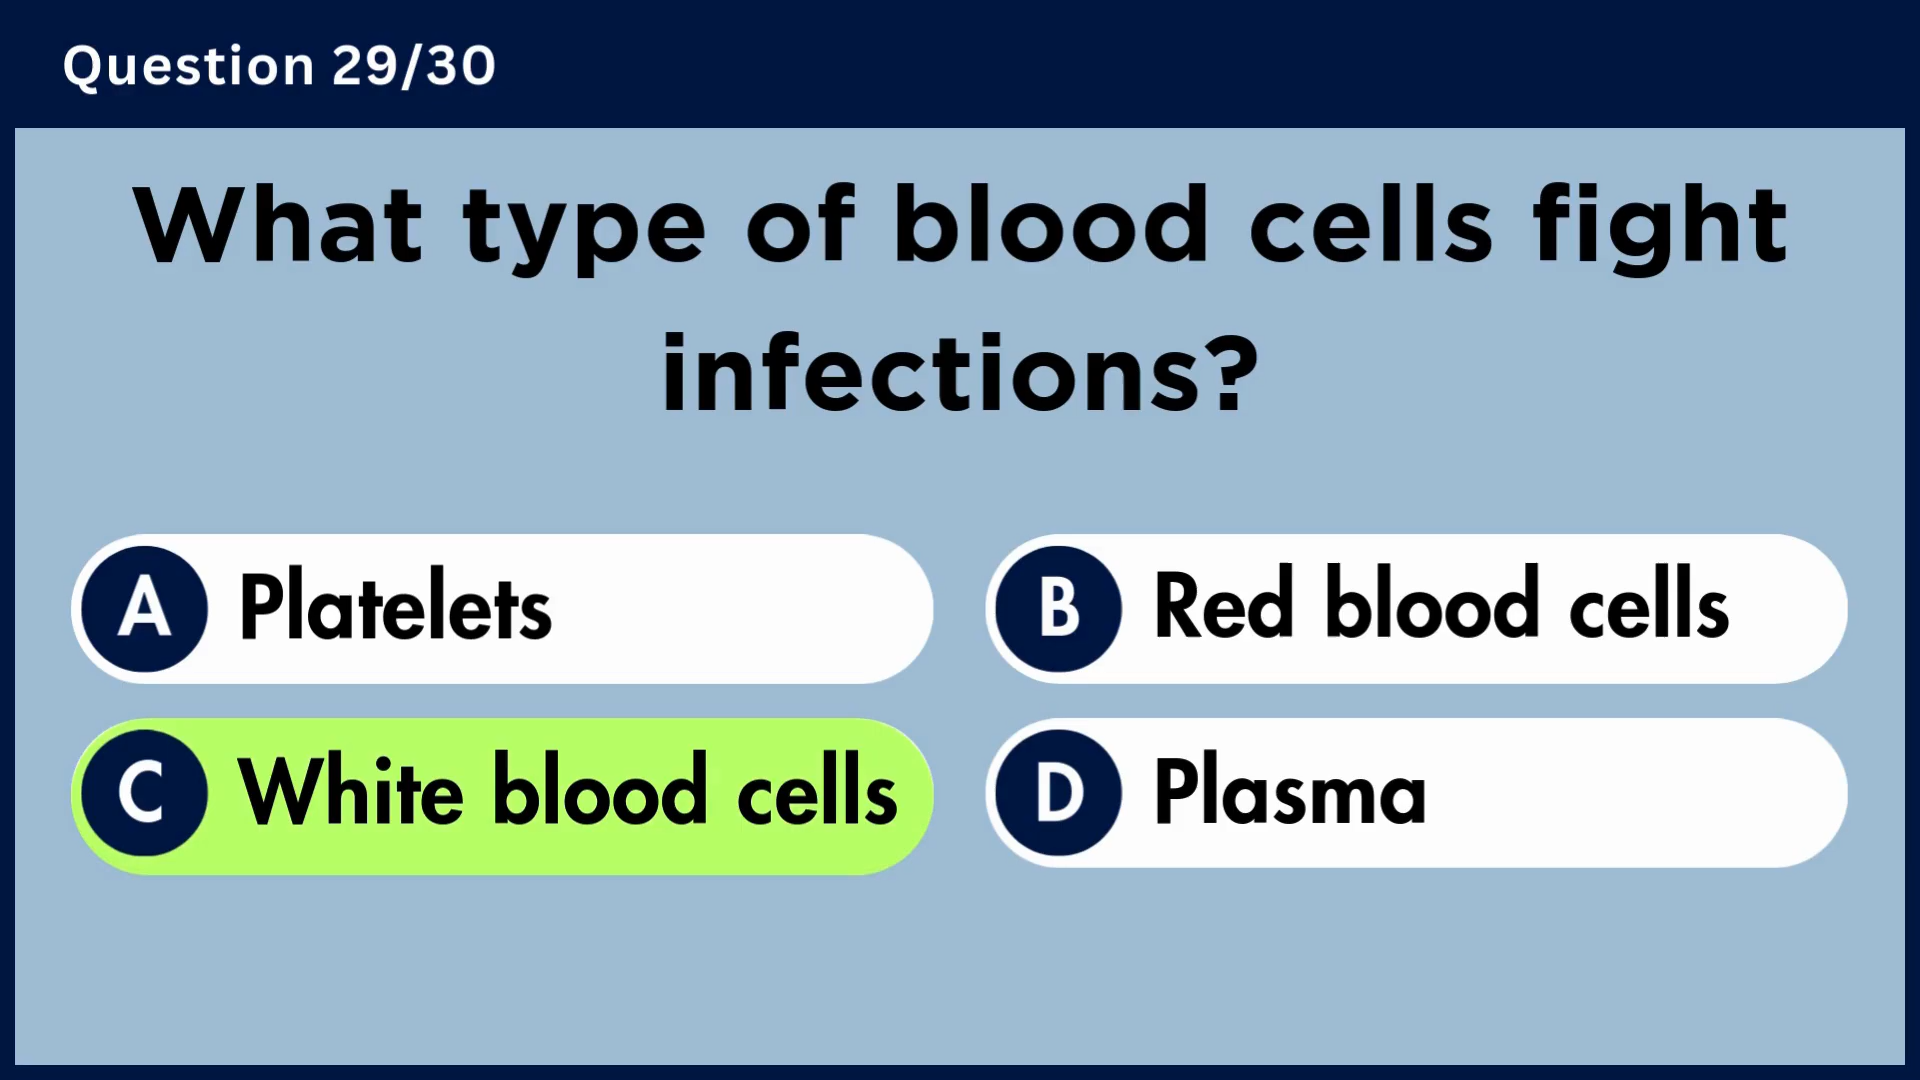 Question 29/30
What type of blood cells fight
infections?
A Platelets
B Red blood cells
C White blood cells
D Plasma